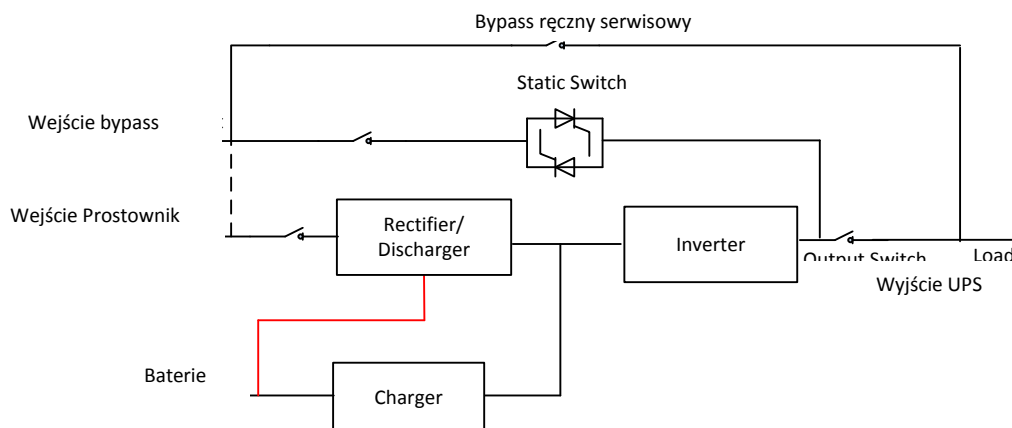 Bypass ręczny serwisowy
Static Switch
Wejście bypass
Wejście Prostownik
Rectifier/
Discharger
Inverter
Output Switch
Load
Wyjście UPS
Baterie
Charger